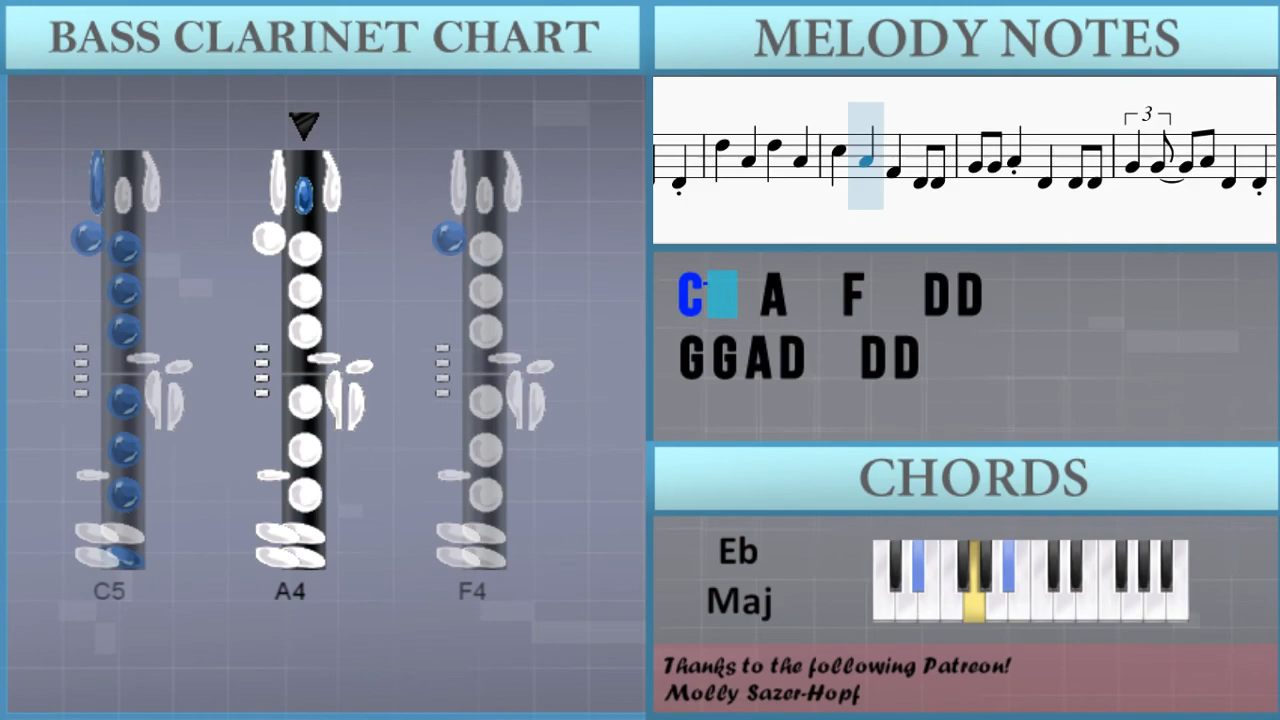 BASS CLARINET CHART
C5 A4 F4
MELODY NOTES
3
C A F DD
GGAD DD
CHORDS
Eb
Maj
Thanks to the following Patreon!
Molly Sazer-Hopf